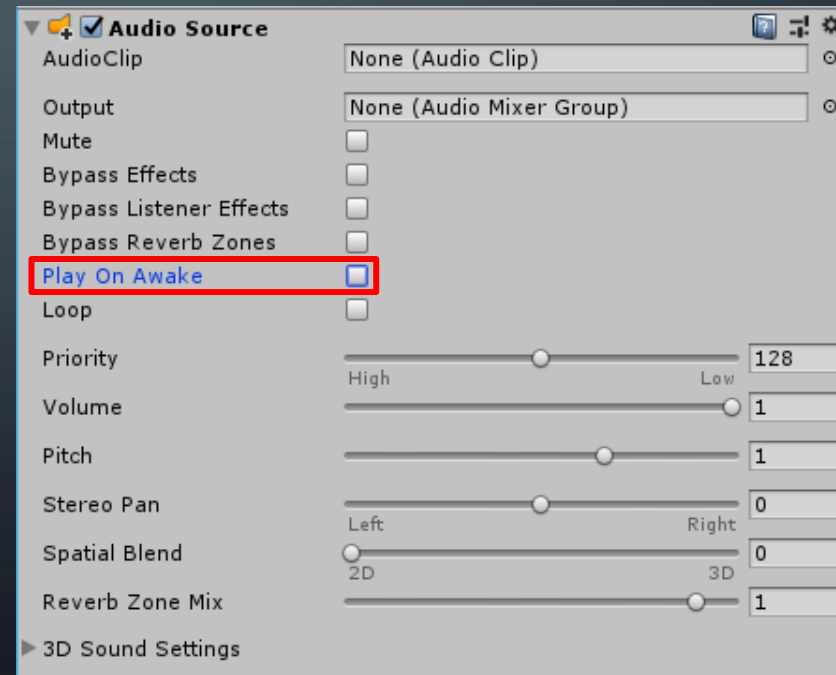 Audio Source
AudioClip None (Audio Clip)
Output None (Audio Mixer Group)
Mute
Bypass Effects
Bypass Listener Effects
Bypass Reverb Zones
Play On Awake
Loop
Priority 128
High Low
Volume 1
Pitch 1
Stereo Pan 0
Left Right
Spatial Blend 0
2D 3D
Reverb Zone Mix 1
3D Sound Settings